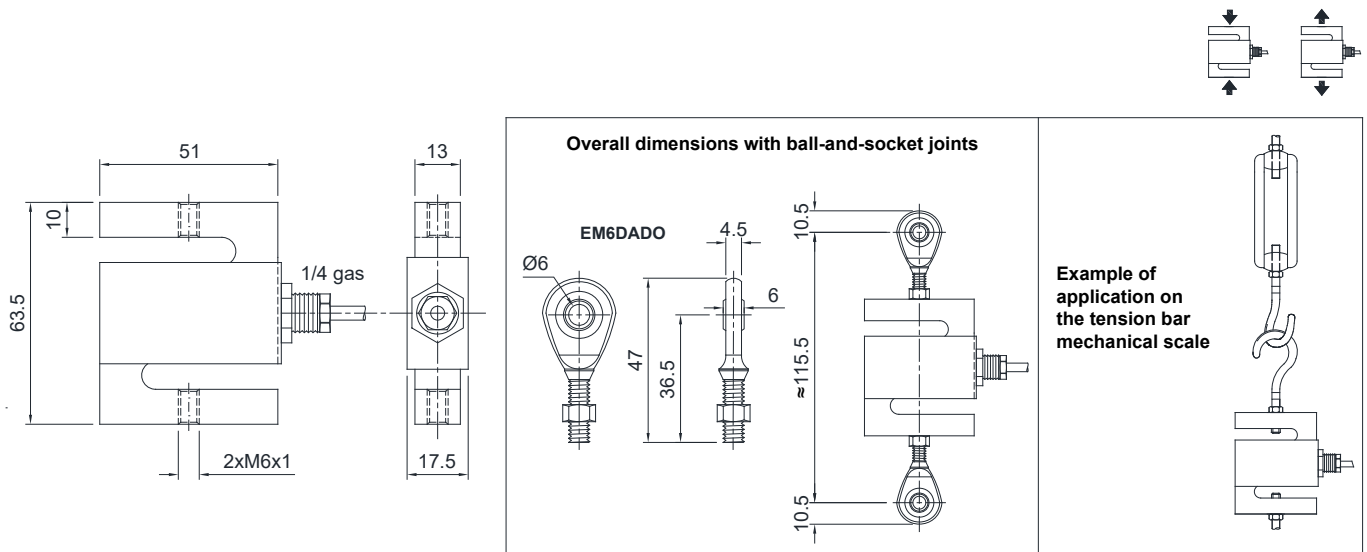 51
13
10
63.5
1/4 gas
2xM6x1
17.5
Overall dimensions with ball-and-socket joints
EM6DADO
Ø6
4.5
6
47
36.5
10.5
≈115.5
10.5
Example of
application on
the tension bar
mechanical scale